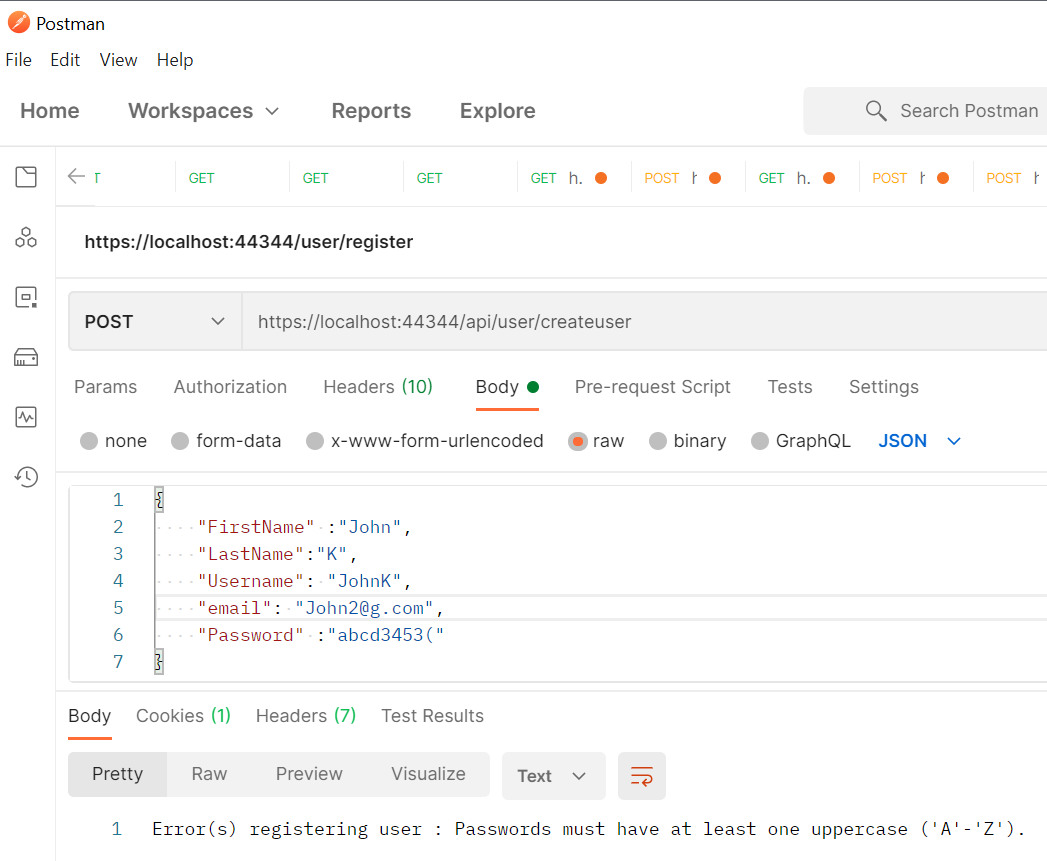 Postman
File Edit View Help
Home Workspaces Reports Explore Search Postman
T GET GET GET GET h. POST h GET h. POST h POST h
https://localhost:44344/user/register
POST https://localhost:44344/api/user/createuser
Params Authorization Headers (10) Body Pre-request Script Tests Settings
none form-data x-www-form-urlencoded raw binary GraphQL JSON
1 {
2 "FirstName" :"John",
3 "LastName":"K",
4 "Username": "JohnK",
5 "email": "John2@g.com",
6 "Password" :"abcd3453("
7 }
Body Cookies (1) Headers (7) Test Results
Pretty Raw Preview Visualize Text
1 Error(s) registering user : Passwords must have at least one uppercase ('A'-'Z').